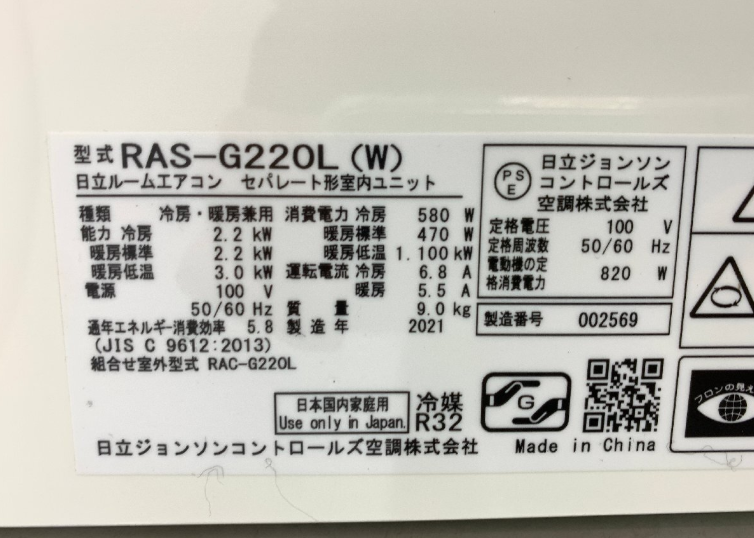 型式 RAS-G220L (W)
日立ルームエアコン セパレート形室内ユニット
種類 冷房・暖房兼用
能力 冷房 2.2 kW
暖房標準 2.2 kW
暖房低温 3.0 kW
電源 100 V
50/60 Hz
通年エネルギー消費効率 5.8
(JIS C 9612:2013)
組合せ室外型式 RAC-G220L
消費電力 冷房 580 W
暖房標準 470 W
暖房低温 1.100 kW
運転電流 冷房 6.8 A
暖房 5.5 A
質量 9.0 kg
製造年 2021
PS
E
日立ジョンソン
コントロールズ
空調株式会社
定格電圧 100 V
定格周波数 50/60 Hz
電動機の定
格消費電力 820 W
製造番号 002569
日本国内家庭用
Use only in Japan.
冷媒
R32
G
フロンの見え
日立ジョンソンコントロールズ空調株式会社
Made in China